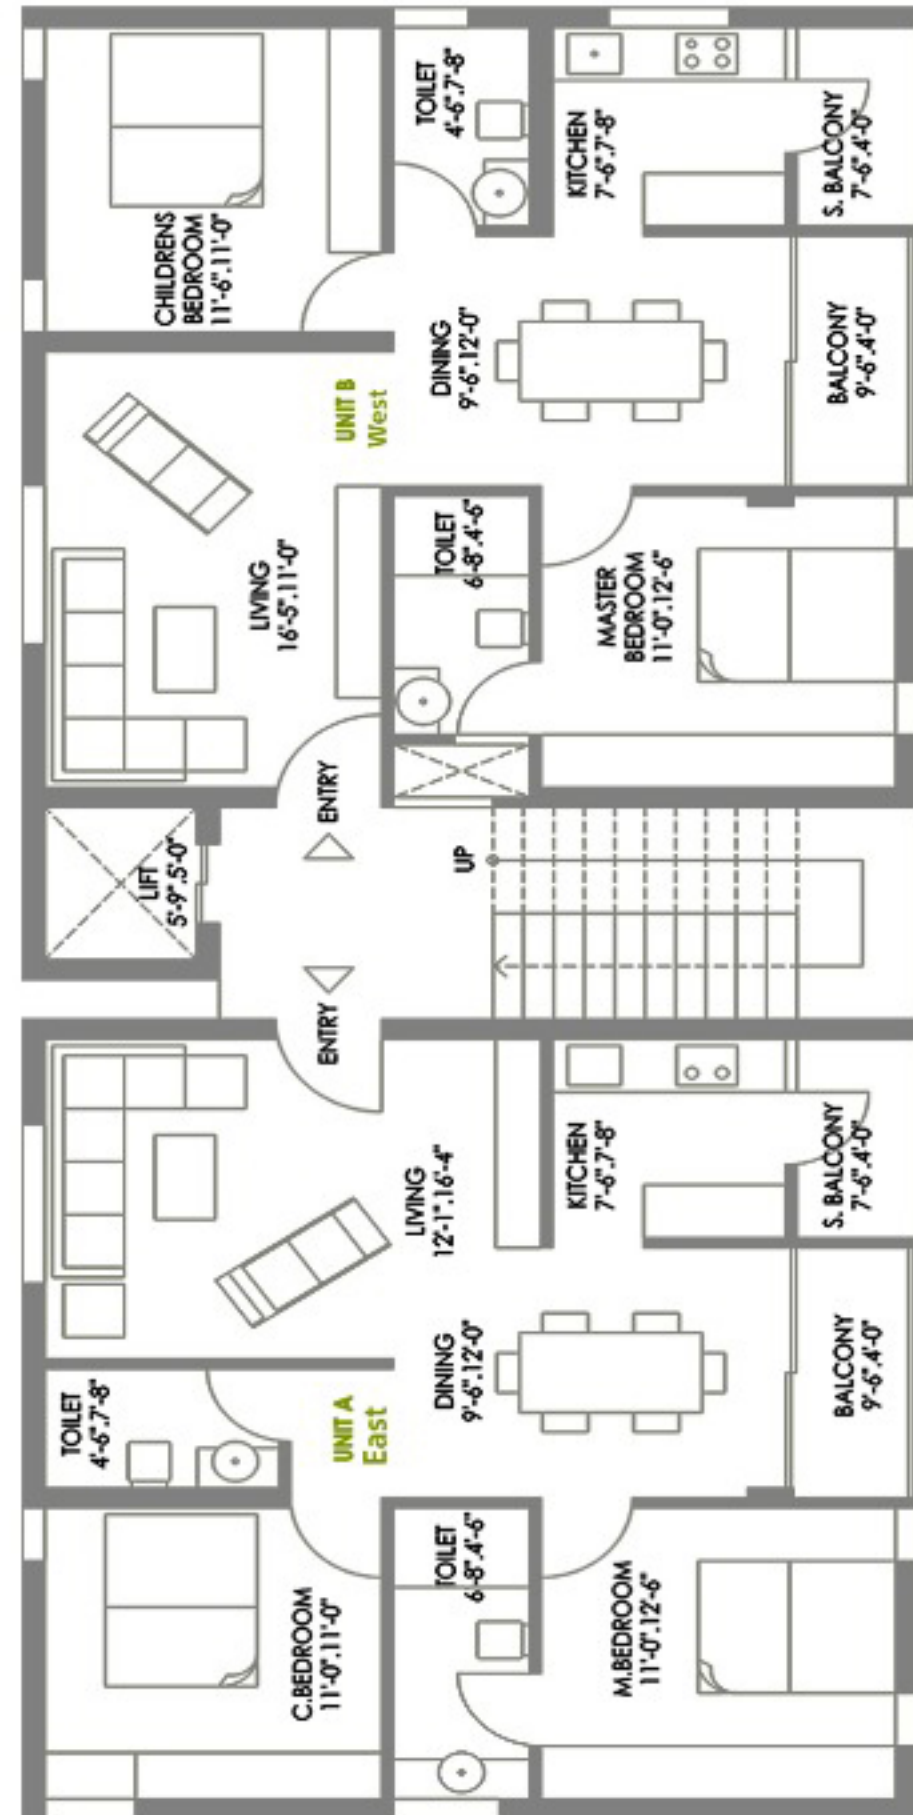 TOILET
4'-6".7'-8"
KITCHEN
7'-6".7'-8"
S. BALCONY
7'-6".4'-0"
CHILDRENS
BEDROOM
11'-6".11'-0"
DINING
9'-6".12'-0"
BALCONY
9'-6".4'-0"
UNIT B
West
LIVING
16'-5".11'-0"
TOILET
6-8".4'-6"
MASTER
BEDROOM
11'-0".12'-6"
LIFT
5'-9".5'-0"
ENTRY
UP
ENTRY
LIVING
12'-1".16'-4"
KITCHEN
7'-6".7'-8"
S. BALCONY
7'-6".4'-0"
TOILET
4'-6".7'-8"
UNIT A
East
DINING
9'-6".12'-0"
BALCONY
9'-6".4'-0"
C.BEDROOM
11'-0".11'-0"
TOILET
6-8".4'-6"
M.BEDROOM
11'-0".12'-6"